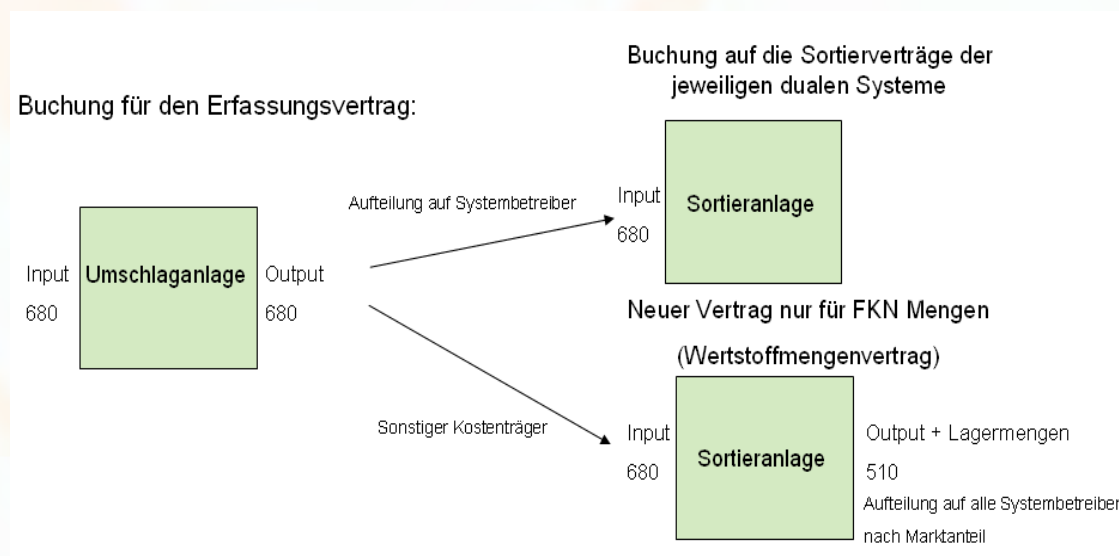 Buchung auf die Sortierverträge der
jeweiligen dualen Systeme
Buchung für den Erfassungsvertrag:
Input
680
Umschlaganlage
Output
680
Aufteilung auf Systembetreiber
Input
680
Sortieranlage
Neuer Vertrag nur für FKN Mengen
(Wertstoffmengenvertrag)
Sonstiger Kostenträger
Input
680
Sortieranlage
Output + Lagermengen
510
Aufteilung auf alle Systembetreiber
nach Marktanteil